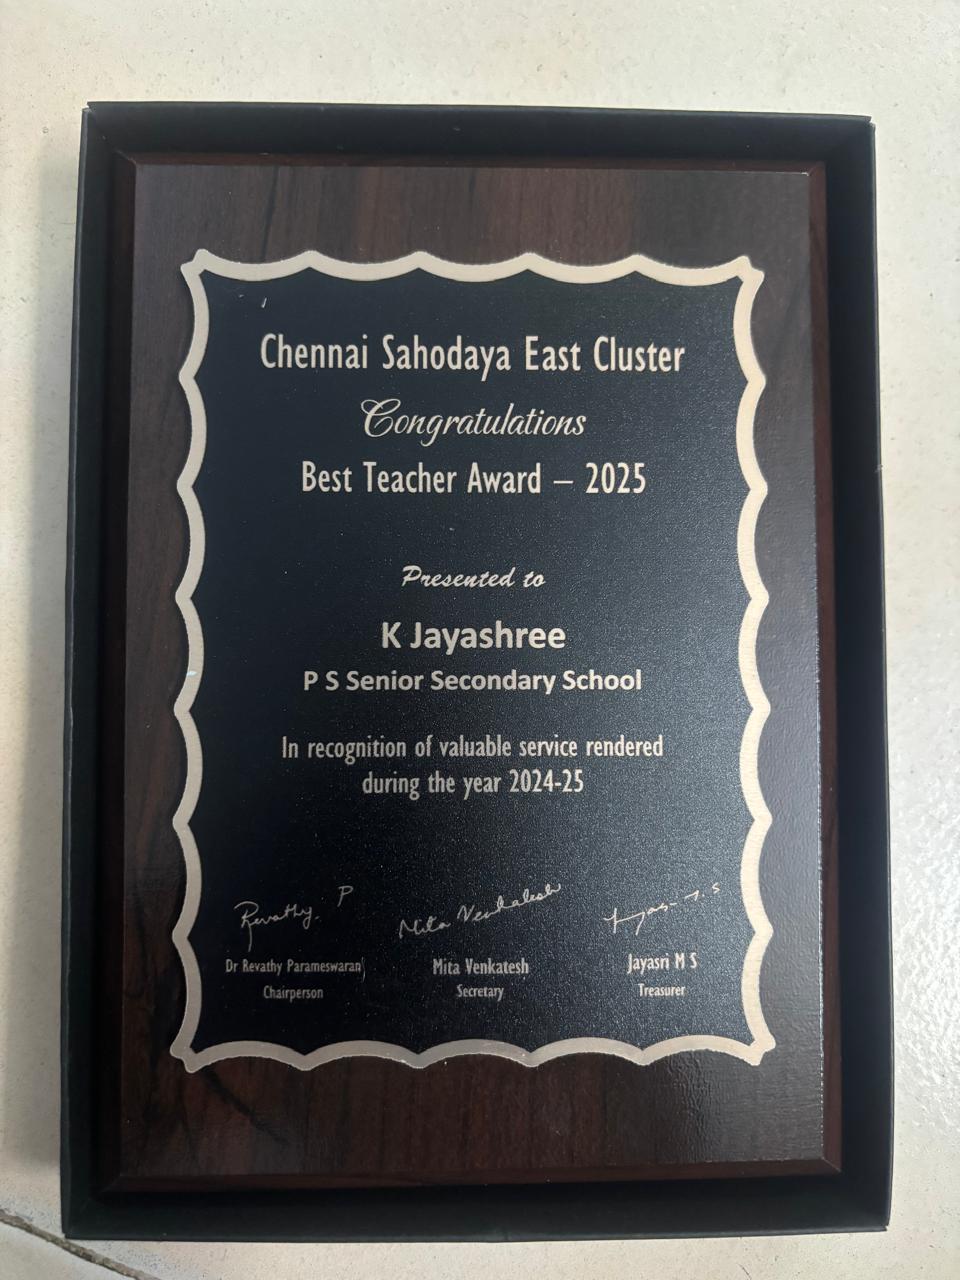 Chennai Sahodaya East Cluster
Congratulations
Best Teacher Award – 2025
Presented to
K Jayashree
P S Senior Secondary School
In recognition of valuable service rendered
during the year 2024-25
Revathy. P Mita Venkatesh
Dr Revathy Parameswaran Mita Venkatesh Jayasri M S
Chairperson Secretary Treasurer